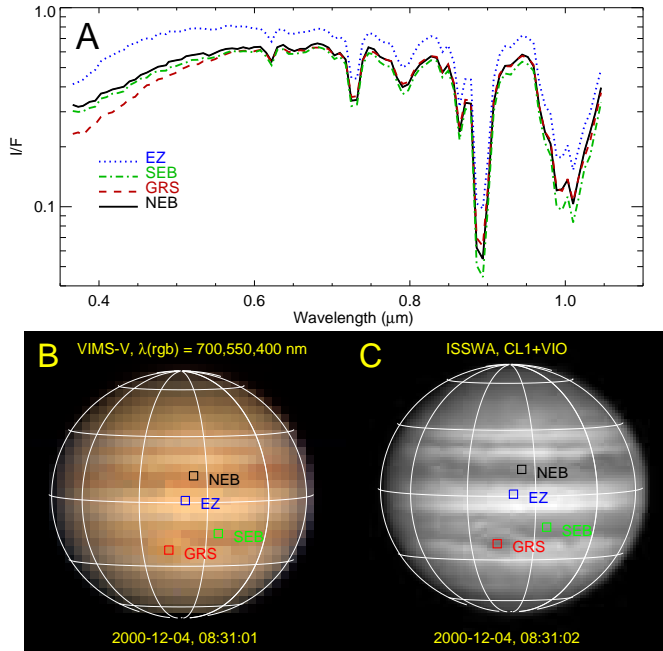 A
1.0
0.1
I/F
EZ
SEB
GRS
NEB
0.4
0.6
0.8
1.0
Wavelength (μm)
B
VIMS-V, λ(rgb) = 700,550,400 nm
NEB
EZ
SEB
GRS
2000-12-04, 08:31:01
C
ISSWA, CL1+VIO
NEB
EZ
SEB
GRS
2000-12-04, 08:31:02